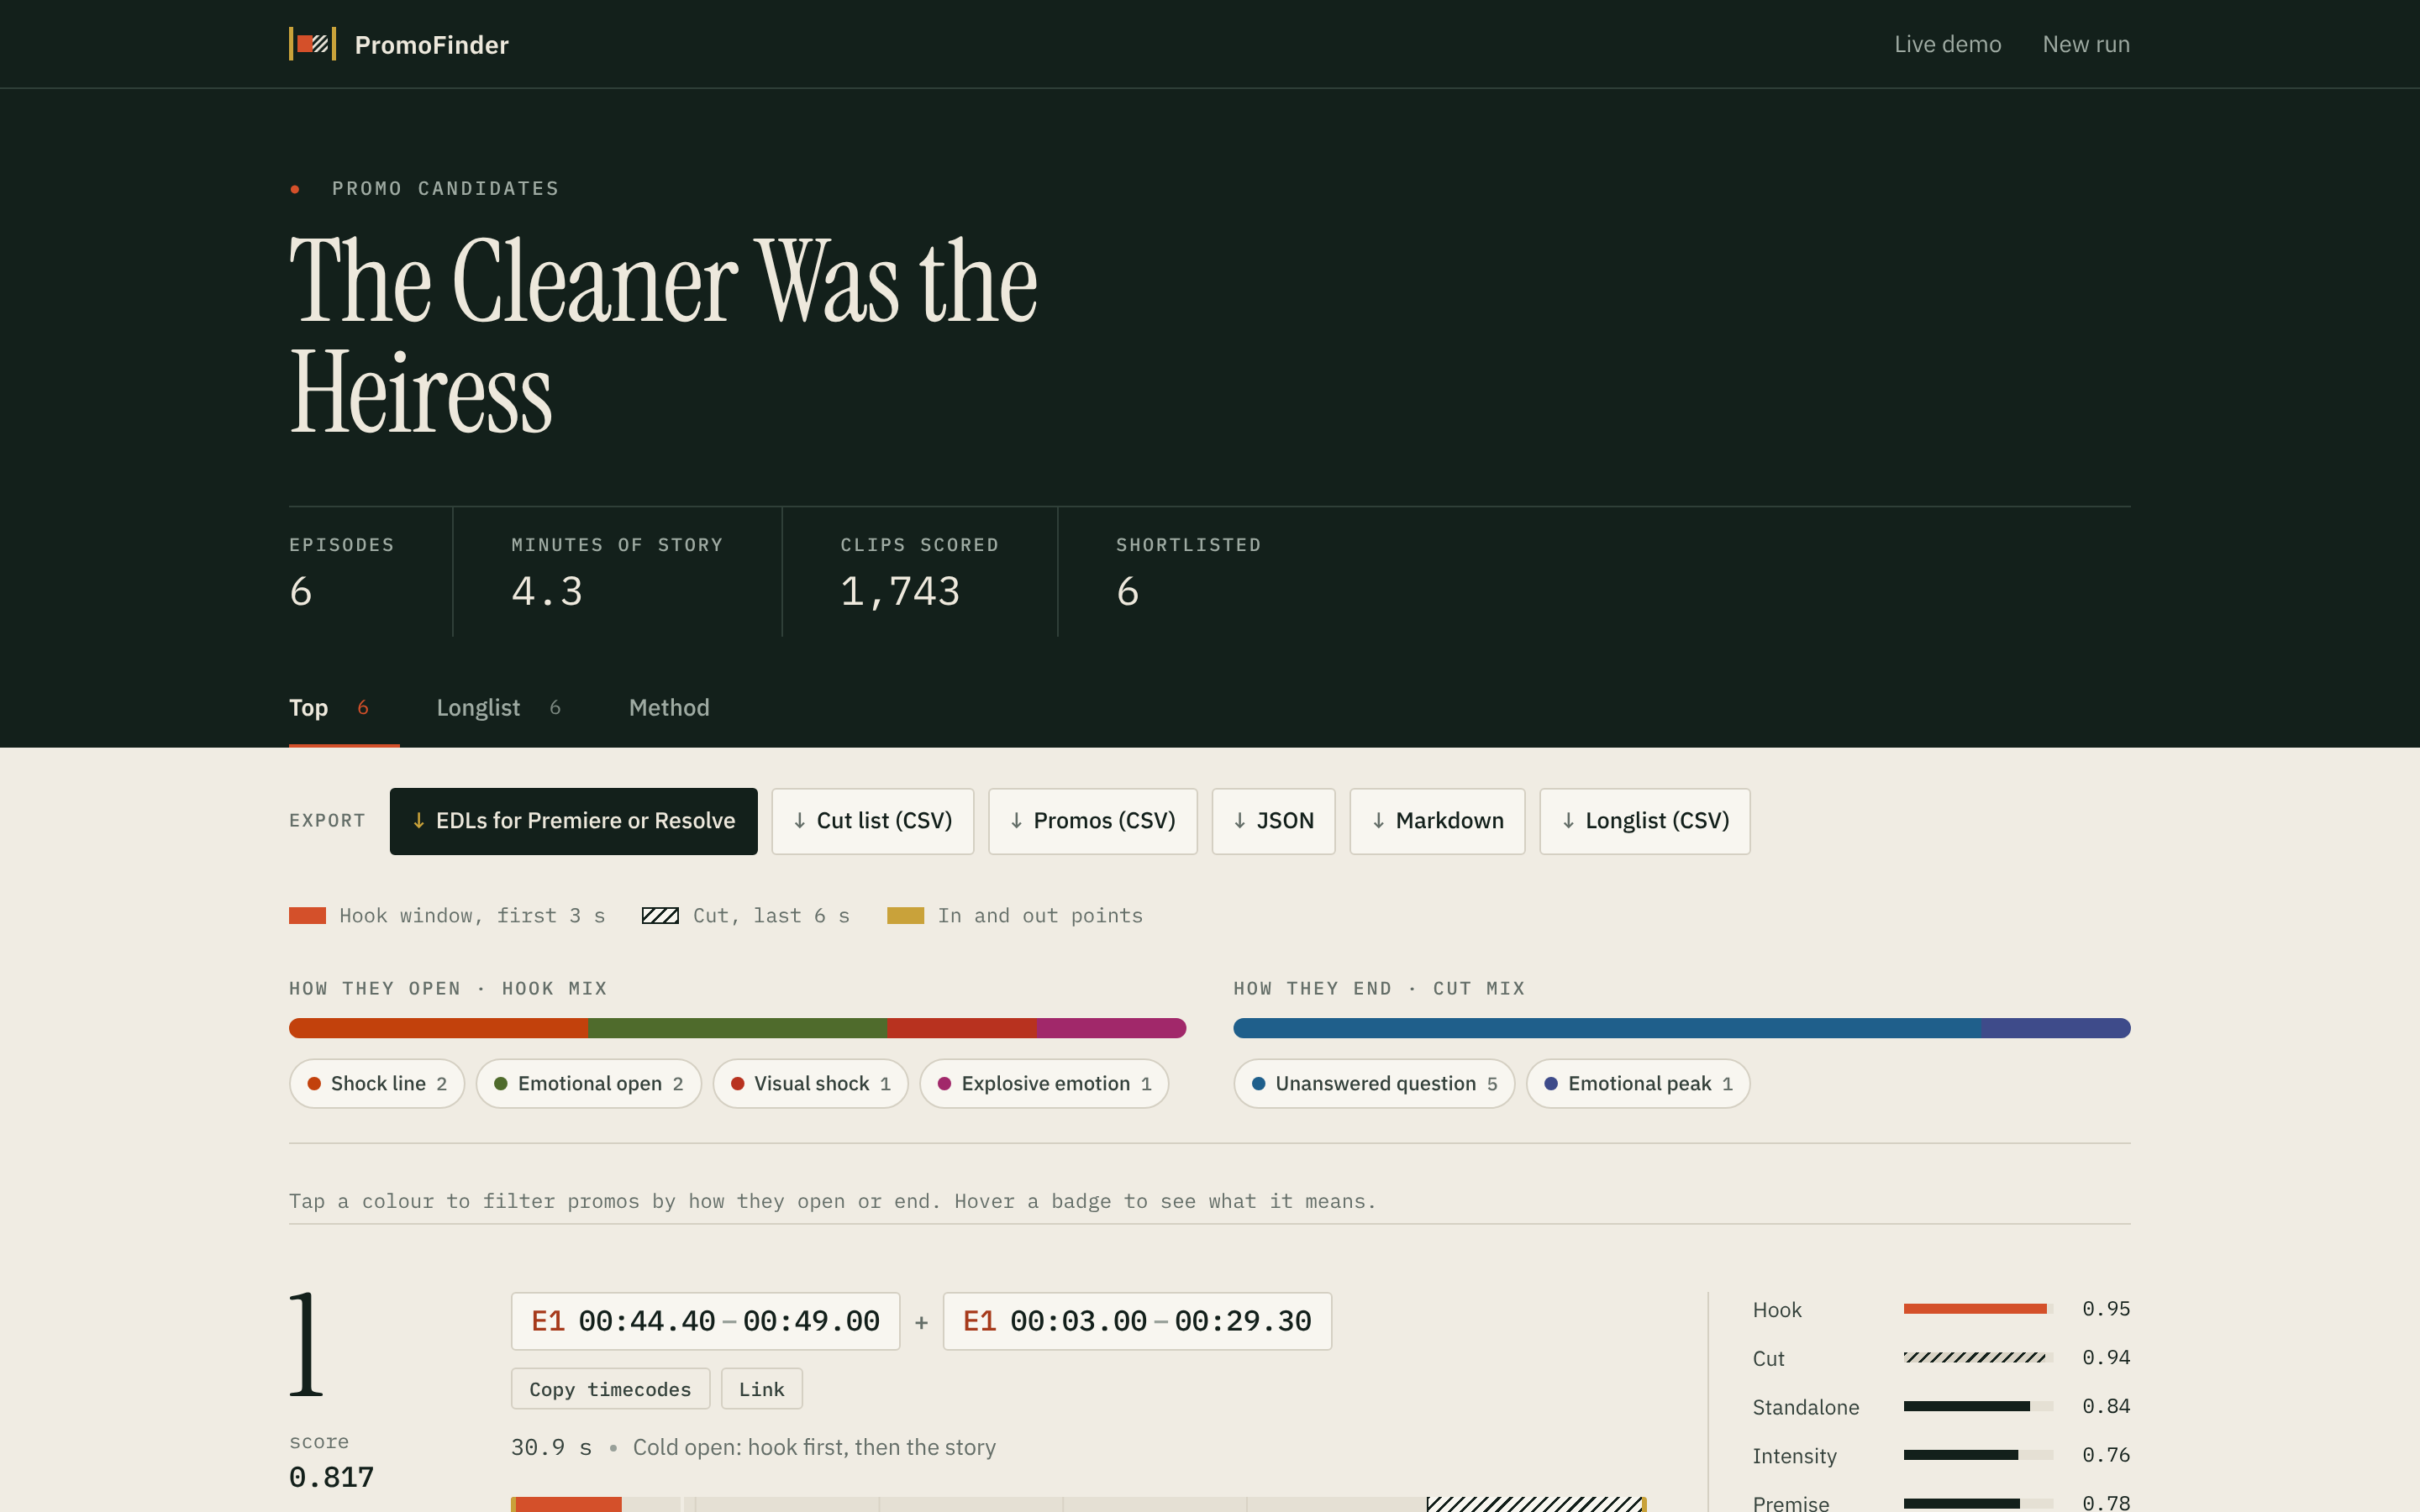 PromoFinder
Live demo
New run
PROMO CANDIDATES
The Cleaner Was the
Heiress
EPISODES
6
MINUTES OF STORY
4.3
CLIPS SCORED
1,743
SHORTLISTED
6
Top 6
Longlist 6
Method
EXPORT
↓ EDLs for Premiere or Resolve
↓ Cut list (CSV)
↓ Promos (CSV)
↓ JSON
↓ Markdown
↓ Longlist (CSV)
Hook window, first 3 s
Cut, last 6 s
In and out points
HOW THEY OPEN · HOOK MIX
Shock line 2
Emotional open 2
Visual shock 1
Explosive emotion 1
HOW THEY END · CUT MIX
Unanswered question 5
Emotional peak 1
Tap a colour to filter promos by how they open or end. Hover a badge to see what it means.
1
score
0.817
E1 00:44.40–00:49.00 + E1 00:03.00–00:29.30
Copy timecodes
Link
30.9 s • Cold open: hook first, then the story
Hook 0.95
Cut 0.94
Standalone 0.84
Intensity 0.76
Premise 0.78